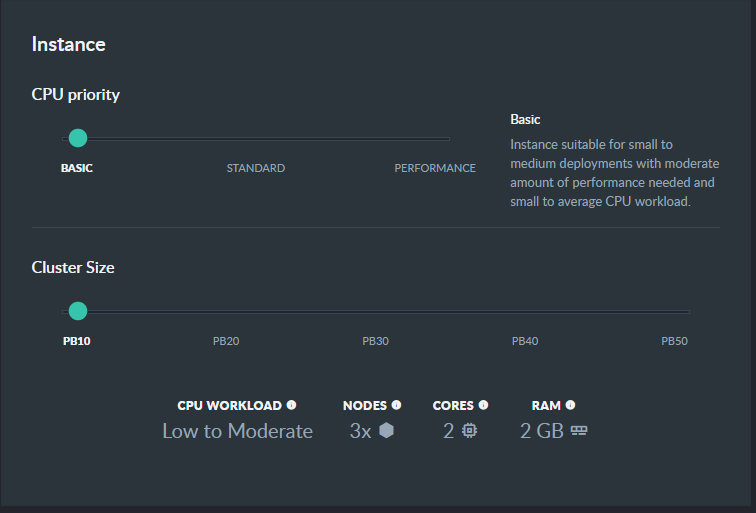 Instance
CPU priority
BASIC
STANDARD
PERFORMANCE
Basic
Instance suitable for small to
medium deployments with moderate
amount of performance needed and
small to average CPU workload.
Cluster Size
PB10
PB20
PB30
PB40
PB50
CPU WORKLOAD
Low to Moderate
NODES
3x
CORES
2
RAM
2 GB